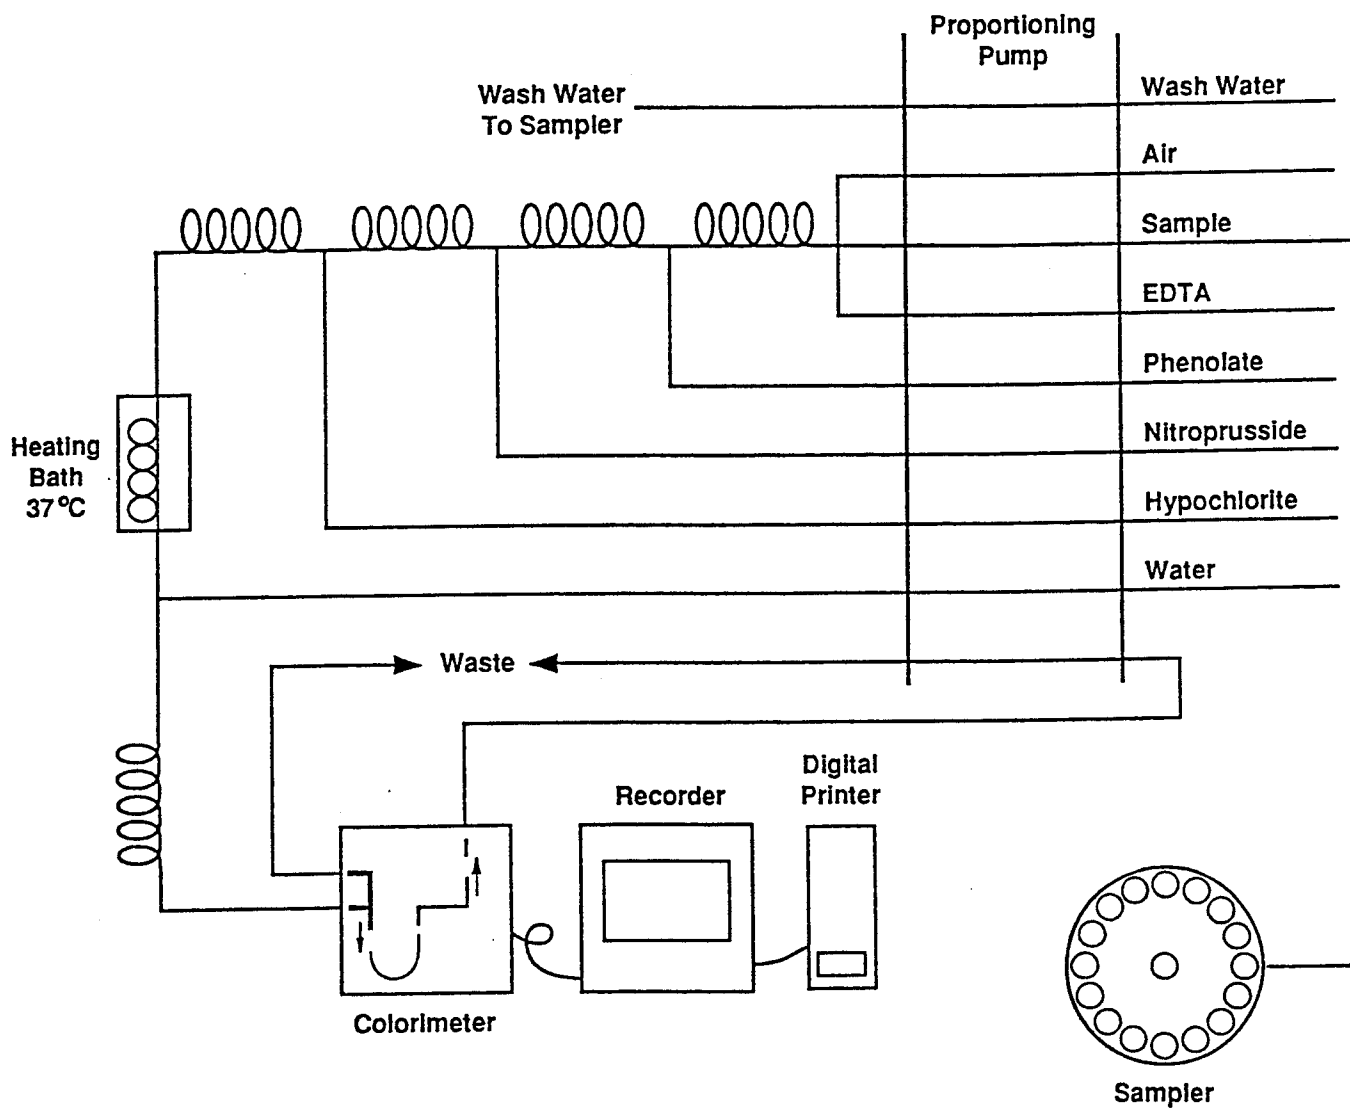 Proportioning
Pump
Wash Water
To Sampler
Wash Water
Air
Sample
EDTA
Phenolate
Nitroprusside
Hypochlorite
Water
Heating
Bath
37°C
Waste
Recorder
Digital
Printer
Colorimeter
Sampler